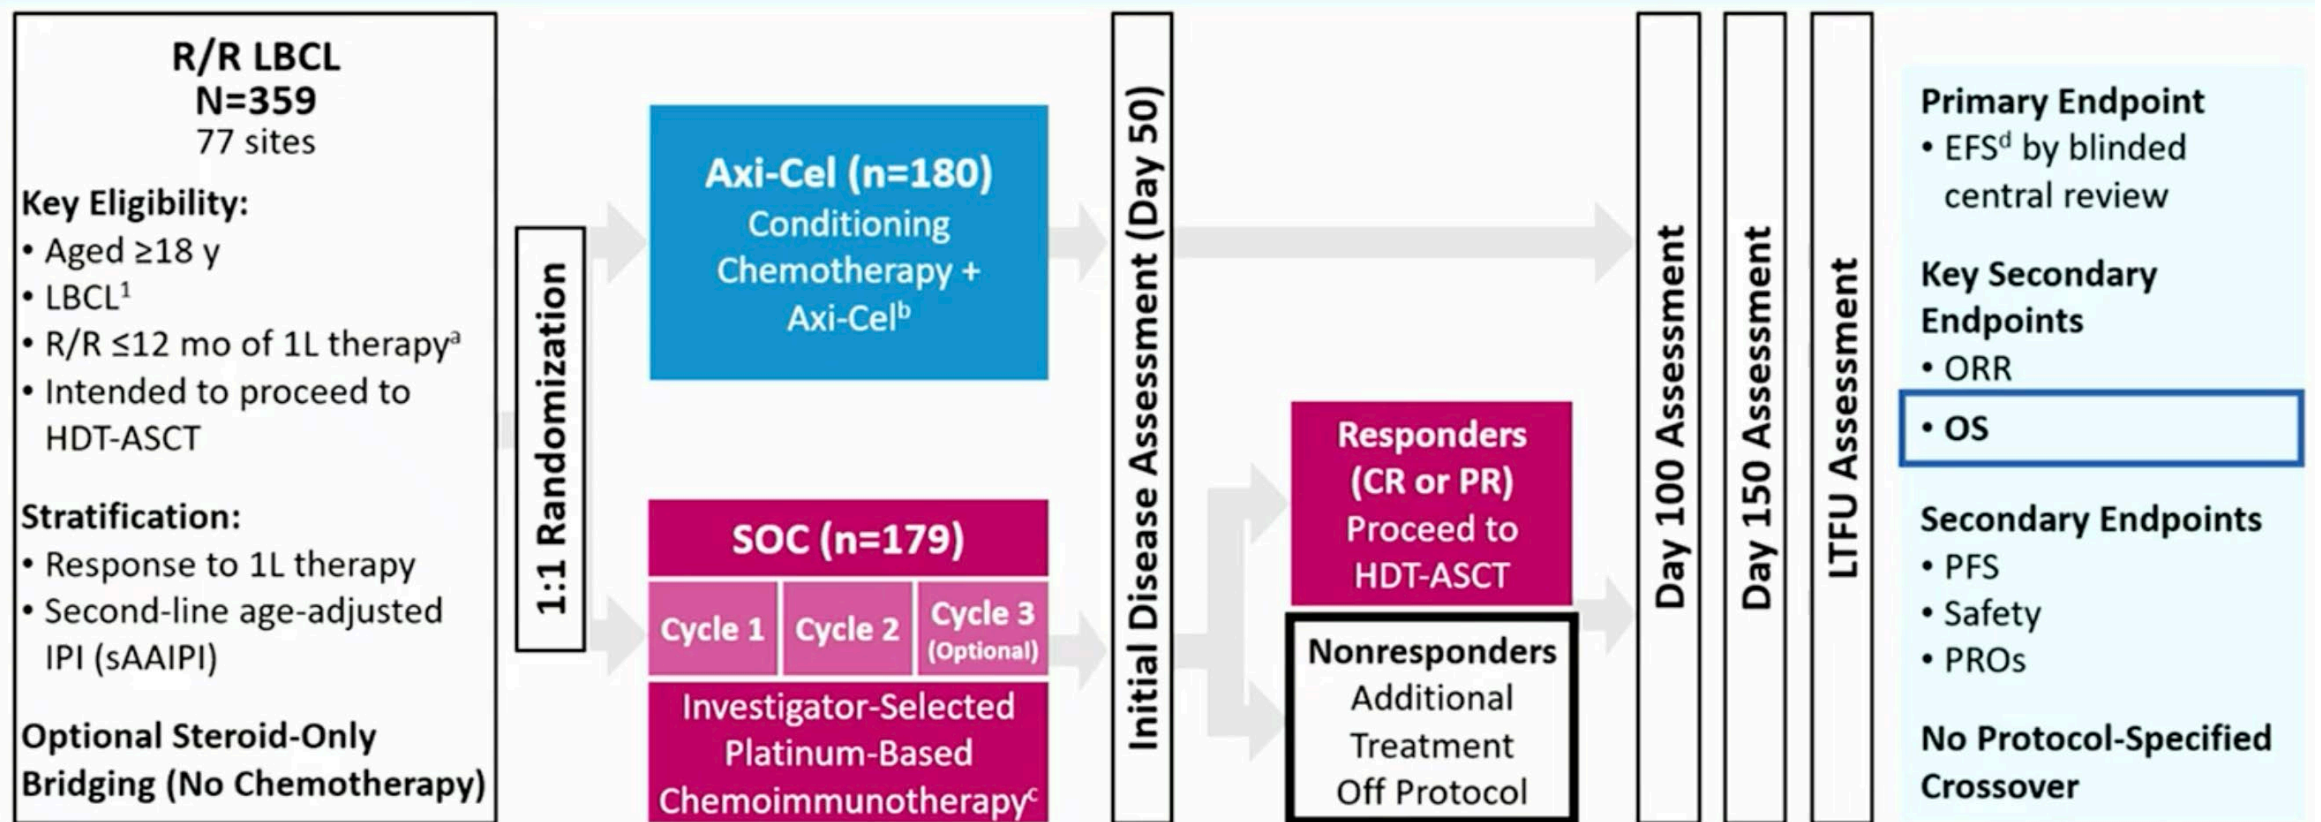 R/R LBCL
N=359
77 sites
Key Eligibility:
• Aged ≥18 y
• LBCL¹
• R/R ≤12 mo of 1L therapyᵃ
• Intended to proceed to
HDT-ASCT
Stratification:
• Response to 1L therapy
• Second-line age-adjusted
IPI (sAAIPI)
Optional Steroid-Only
Bridging (No Chemotherapy)
1:1 Randomization
Axi-Cel (n=180)
Conditioning
Chemotherapy +
Axi-Celᵇ
SOC (n=179)
Cycle 1
Cycle 2
Cycle 3
(Optional)
Investigator-Selected
Platinum-Based
Chemoimmunotherapyᶜ
Initial Disease Assessment (Day 50)
Responders
(CR or PR)
Proceed to
HDT-ASCT
Nonresponders
Additional
Treatment
Off Protocol
Day 100 Assessment
Day 150 Assessment
LTFU Assessment
Primary Endpoint
• EFSᵈ by blinded
central review
Key Secondary
Endpoints
• ORR
• OS
Secondary Endpoints
• PFS
• Safety
• PROs
No Protocol-Specified
Crossover